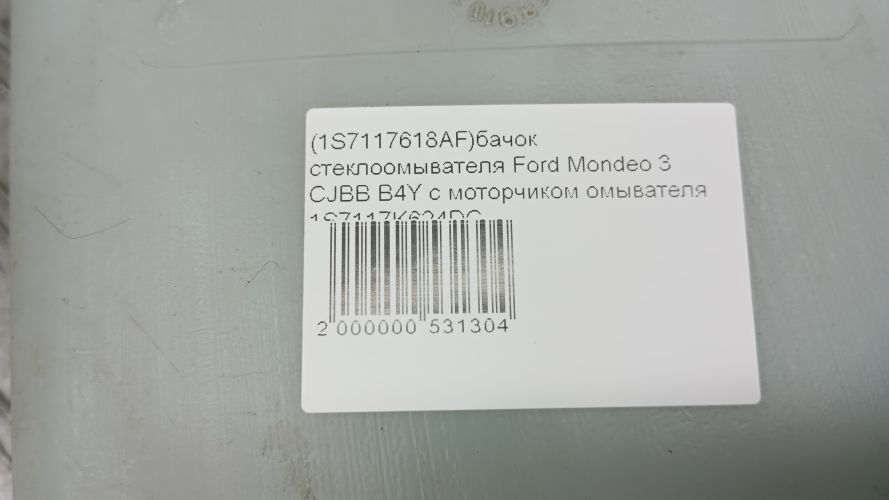 (1S7117618AF)бачок
стеклоомывателя Ford Mondeo 3
CJBB B4Y с моторчиком омывателя
2 000000 531304